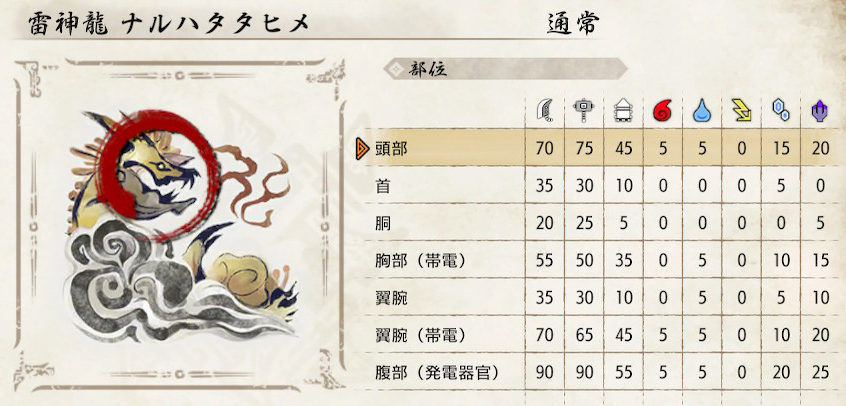 雷神龍 ナルハタタヒメ 通常
部位
頭部 70 75 45 5 5 0 15 20
首 35 30 10 0 0 0 5 0
胴 20 25 5 0 0 0 0 5
胸部（帯電） 55 50 35 0 5 0 10 15
翼腕 35 30 10 0 5 0 5 10
翼腕（帯電） 70 65 45 5 5 0 10 20
腹部（発電器官） 90 90 55 5 5 0 20 25